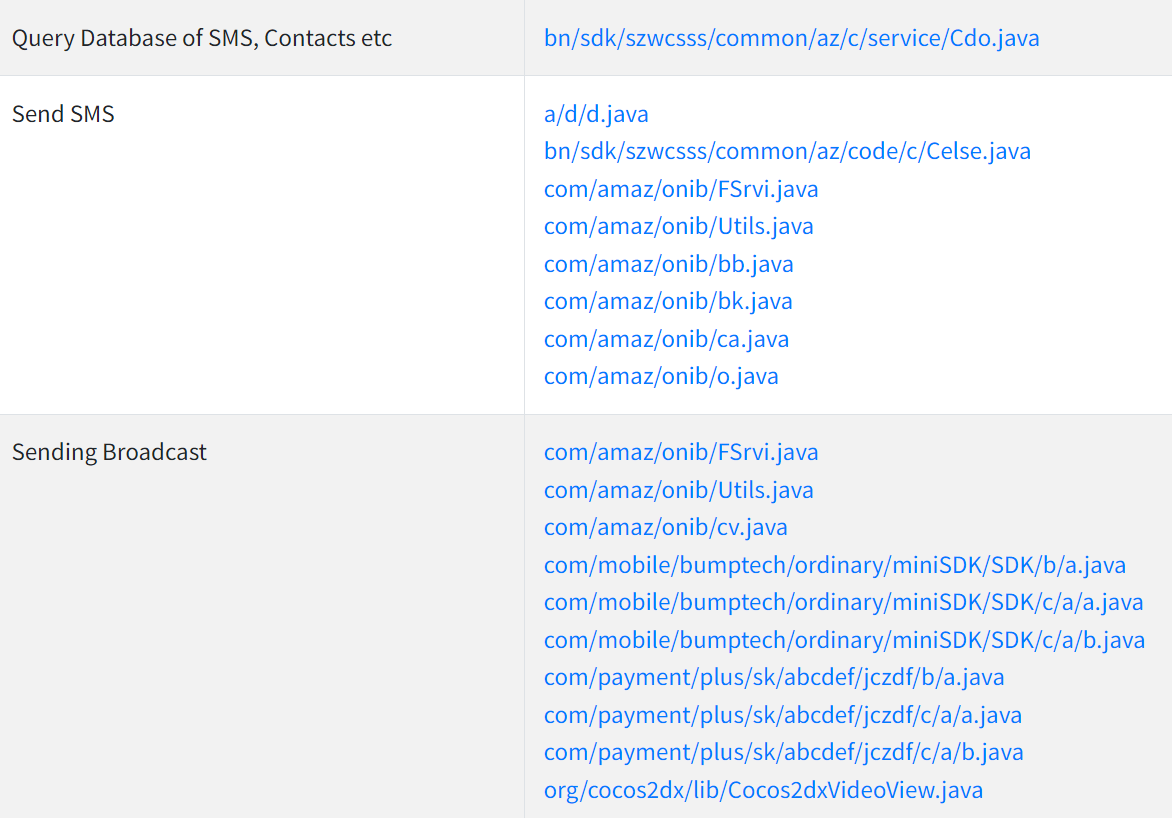 Query Database of SMS, Contacts etc
bn/sdk/szwcsss/common/az/c/service/Cdo.java
Send SMS
a/d/d.java
bn/sdk/szwcsss/common/az/code/c/Celse.java
com/amaz/onib/FSrvi.java
com/amaz/onib/Utils.java
com/amaz/onib/bb.java
com/amaz/onib/bk.java
com/amaz/onib/ca.java
com/amaz/onib/o.java
Sending Broadcast
com/amaz/onib/FSrvi.java
com/amaz/onib/Utils.java
com/amaz/onib/cv.java
com/mobile/bumptech/ordinary/miniSDK/SDK/b/a.java
com/mobile/bumptech/ordinary/miniSDK/SDK/c/a/a.java
com/mobile/bumptech/ordinary/miniSDK/SDK/c/a/b.java
com/payment/plus/sk/abcdef/jczdf/b/a.java
com/payment/plus/sk/abcdef/jczdf/c/a/a.java
com/payment/plus/sk/abcdef/jczdf/c/a/b.java
org/cocos2dx/lib/Cocos2dxVideoView.java